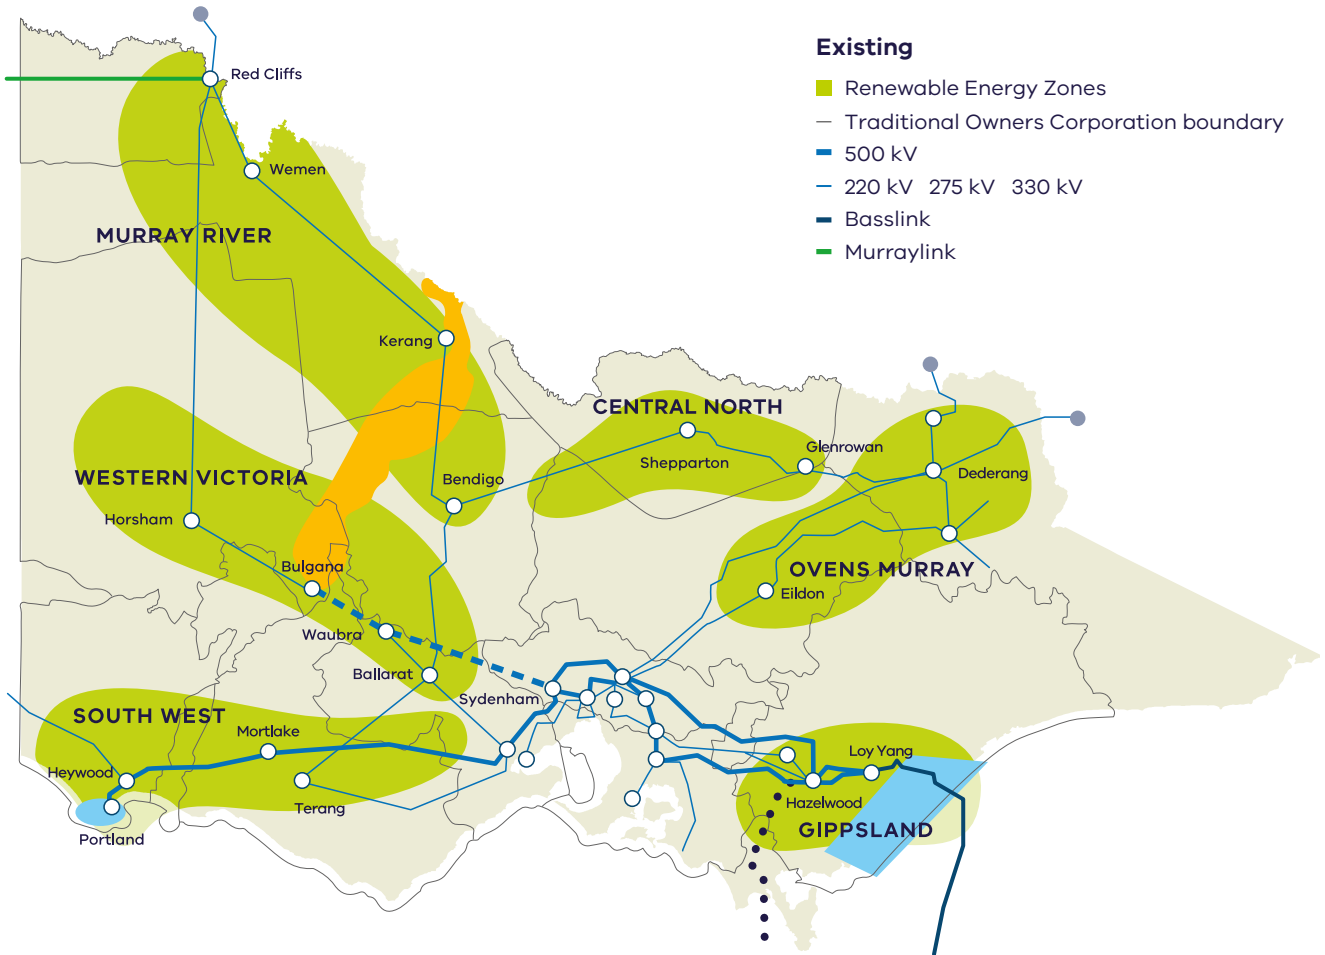 Existing
Renewable Energy Zones
Traditional Owners Corporation boundary
500 kV
220 kV 275 kV 330 kV
Basslink
Murraylink
Red Cliffs
Wemen
MURRAY RIVER
Kerang
CENTRAL NORTH
Glenrowan
Shepparton
Dederang
WESTERN VICTORIA
Bendigo
Horsham
Bulgana
OVENS MURRAY
Eildon
Waubra
Ballarat
Sydenham
SOUTH WEST
Mortlake
Loy Yang
Heywood
Hazelwood
Terang
GIPPSLAND
Portland